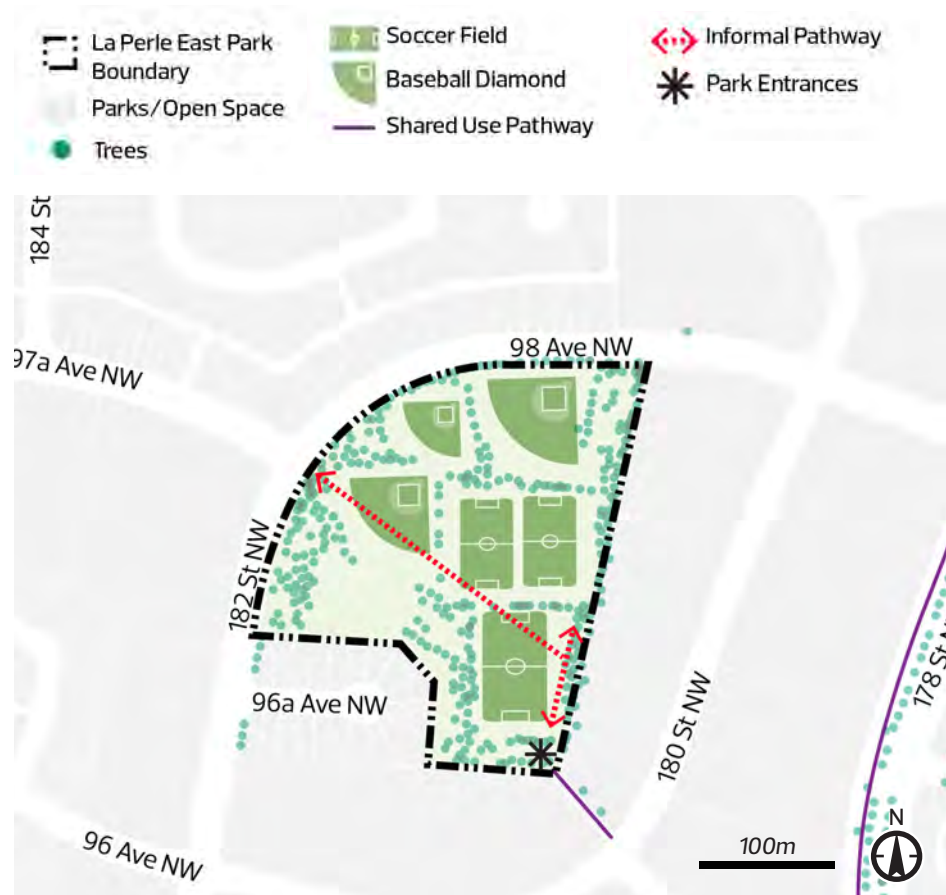 La Perle East Park
Boundary
Parks/Open Space
Trees
Soccer Field
Baseball Diamond
Shared Use Pathway
Informal Pathway
Park Entrances
184 St
97a Ave NW
98 Ave NW
182 St NW
96a Ave NW
180 St NW
178 St N
96 Ave NW
100m
N